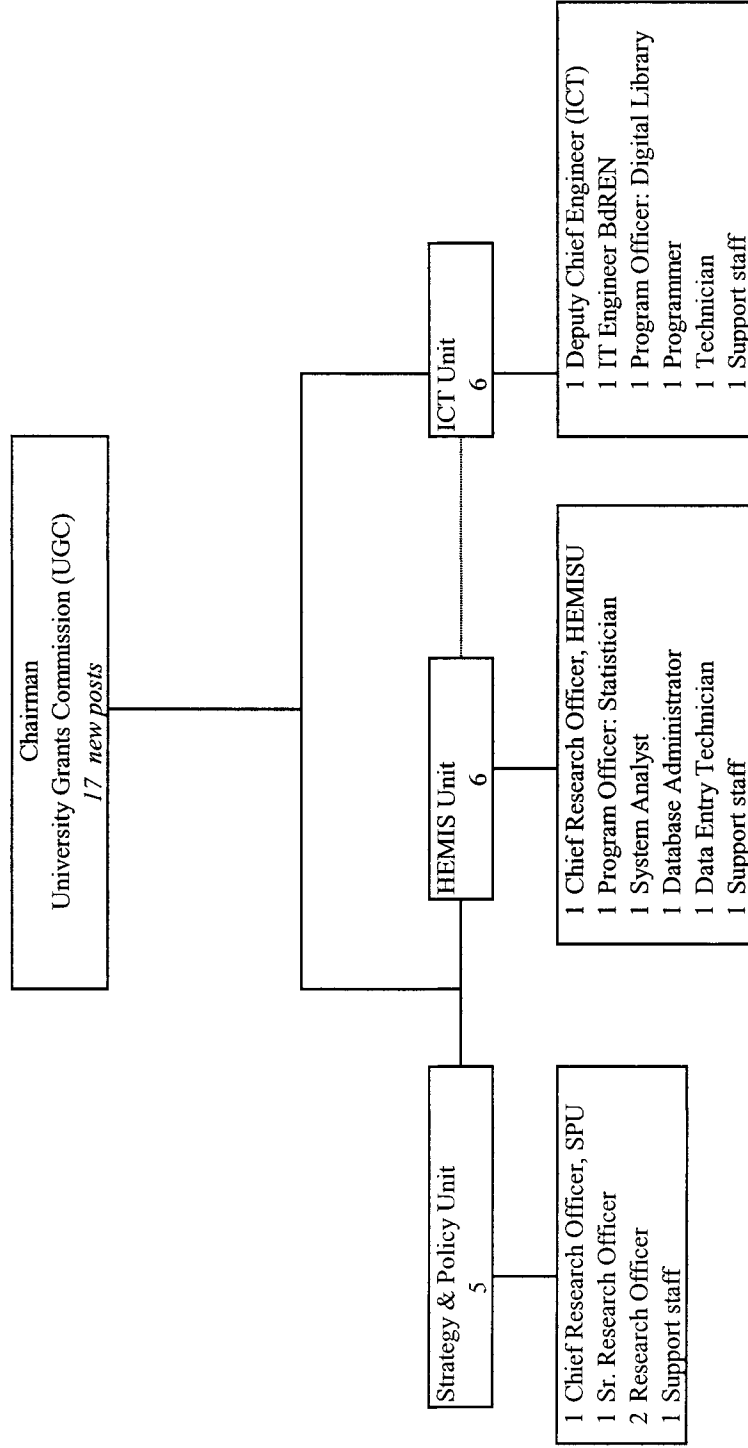 Chairman
University Grants Commission (UGC)
17 new posts
Strategy & Policy Unit
5
HEMIS Unit
6
ICT Unit
6
1 Chief Research Officer, SPU
1 Sr. Research Officer
2 Research Officer
1 Support staff
1 Chief Research Officer, HEMISU
1 Program Officer: Statistician
1 System Analyst
1 Database Administrator
1 Data Entry Technician
1 Support staff
1 Deputy Chief Engineer (ICT)
1 IT Engineer BdREN
1 Program Officer: Digital Library
1 Programmer
1 Technician
1 Support staff